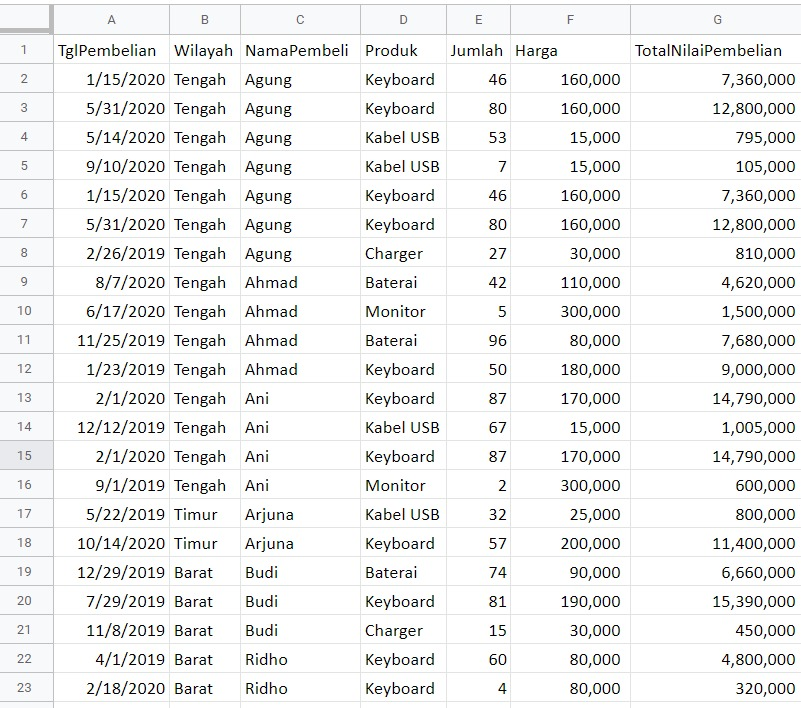 A B C D E F G
1 TglPembelian Wilayah NamaPembeli Produk Jumlah Harga TotalNilaiPembelian
2 1/15/2020 Tengah Agung Keyboard 46 160,000 7,360,000
3 5/31/2020 Tengah Agung Keyboard 80 160,000 12,800,000
4 5/14/2020 Tengah Agung Kabel USB 53 15,000 795,000
5 9/10/2020 Tengah Agung Kabel USB 7 15,000 105,000
6 1/15/2020 Tengah Agung Keyboard 46 160,000 7,360,000
7 5/31/2020 Tengah Agung Keyboard 80 160,000 12,800,000
8 2/26/2019 Tengah Agung Charger 27 30,000 810,000
9 8/7/2020 Tengah Ahmad Baterai 42 110,000 4,620,000
10 6/17/2020 Tengah Ahmad Monitor 5 300,000 1,500,000
11 11/25/2019 Tengah Ahmad Baterai 96 80,000 7,680,000
12 1/23/2019 Tengah Ahmad Keyboard 50 180,000 9,000,000
13 2/1/2020 Tengah Ani Keyboard 87 170,000 14,790,000
14 12/12/2019 Tengah Ani Kabel USB 67 15,000 1,005,000
15 2/1/2020 Tengah Ani Keyboard 87 170,000 14,790,000
16 9/1/2019 Tengah Ani Monitor 2 300,000 600,000
17 5/22/2019 Timur Arjuna Kabel USB 32 25,000 800,000
18 10/14/2020 Timur Arjuna Keyboard 57 200,000 11,400,000
19 12/29/2019 Barat Budi Baterai 74 90,000 6,660,000
20 7/29/2019 Barat Budi Keyboard 81 190,000 15,390,000
21 11/8/2019 Barat Budi Charger 15 30,000 450,000
22 4/1/2019 Barat Ridho Keyboard 60 80,000 4,800,000
23 2/18/2020 Barat Ridho Keyboard 4 80,000 320,000